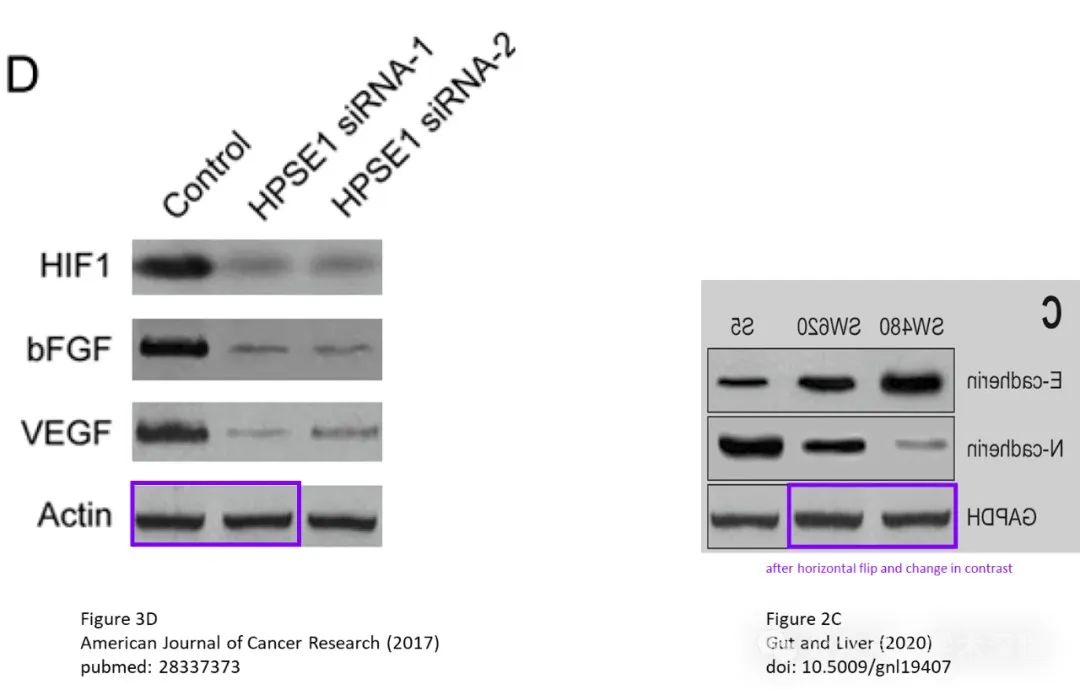 D
Control
HPSE1 siRNA-1
HPSE1 siRNA-2
HIF1
bFGF
VEGF
Actin
C
S5 SW620 SW480
E-cadherin
N-cadherin
GAPDH
after horizontal flip and change in contrast
Figure 3D
American Journal of Cancer Research (2017)
pubmed: 28337373
Figure 2C
Gut and Liver (2020)
doi: 10.5009/gnl19407